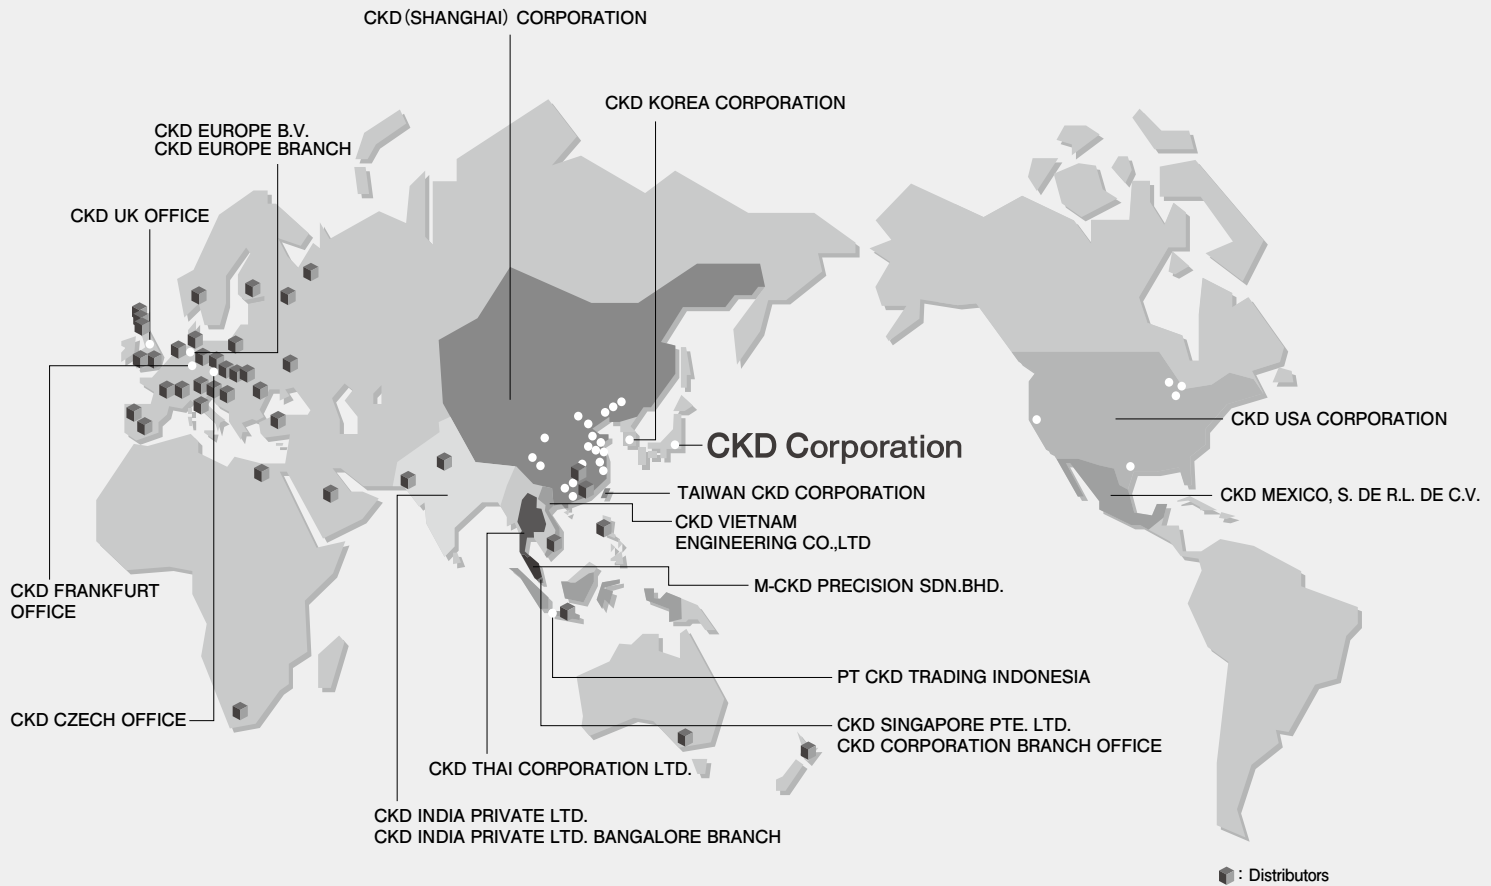 CKD(SHANGHAI) CORPORATION
CKD KOREA CORPORATION
CKD EUROPE B.V.
CKD EUROPE BRANCH
CKD UK OFFICE
CKD USA CORPORATION
CKD Corporation
TAIWAN CKD CORPORATION
CKD MEXICO, S. DE R.L. DE C.V.
CKD VIETNAM
ENGINEERING CO.,LTD
M-CKD PRECISION SDN.BHD.
CKD FRANKFURT
OFFICE
PT CKD TRADING INDONESIA
CKD CZECH OFFICE
CKD SINGAPORE PTE. LTD.
CKD CORPORATION BRANCH OFFICE
CKD THAI CORPORATION LTD.
CKD INDIA PRIVATE LTD.
CKD INDIA PRIVATE LTD. BANGALORE BRANCH
: Distributors